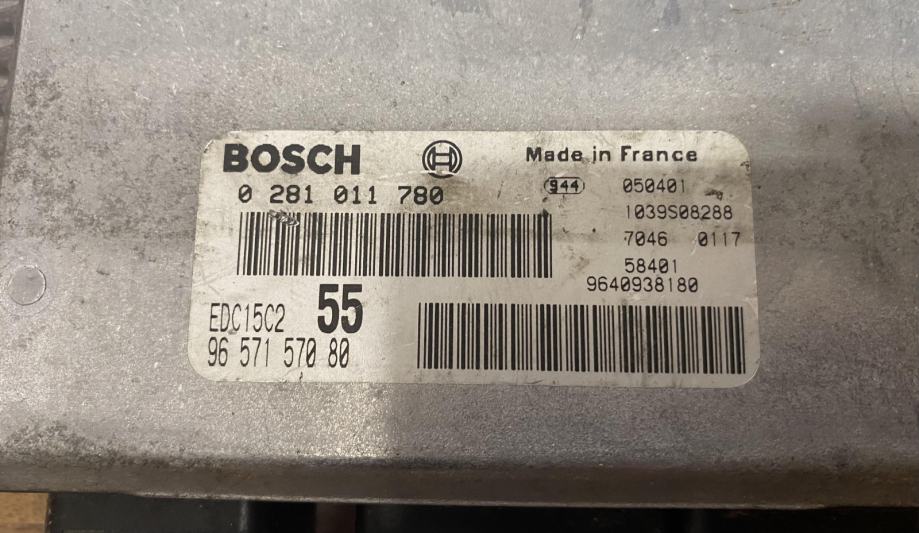 BOSCH
Made in France
0 281 011 780
944 050401
1039S08288
7046 0117
58401
9640938180
EDC15C2 55
96 571 570 80